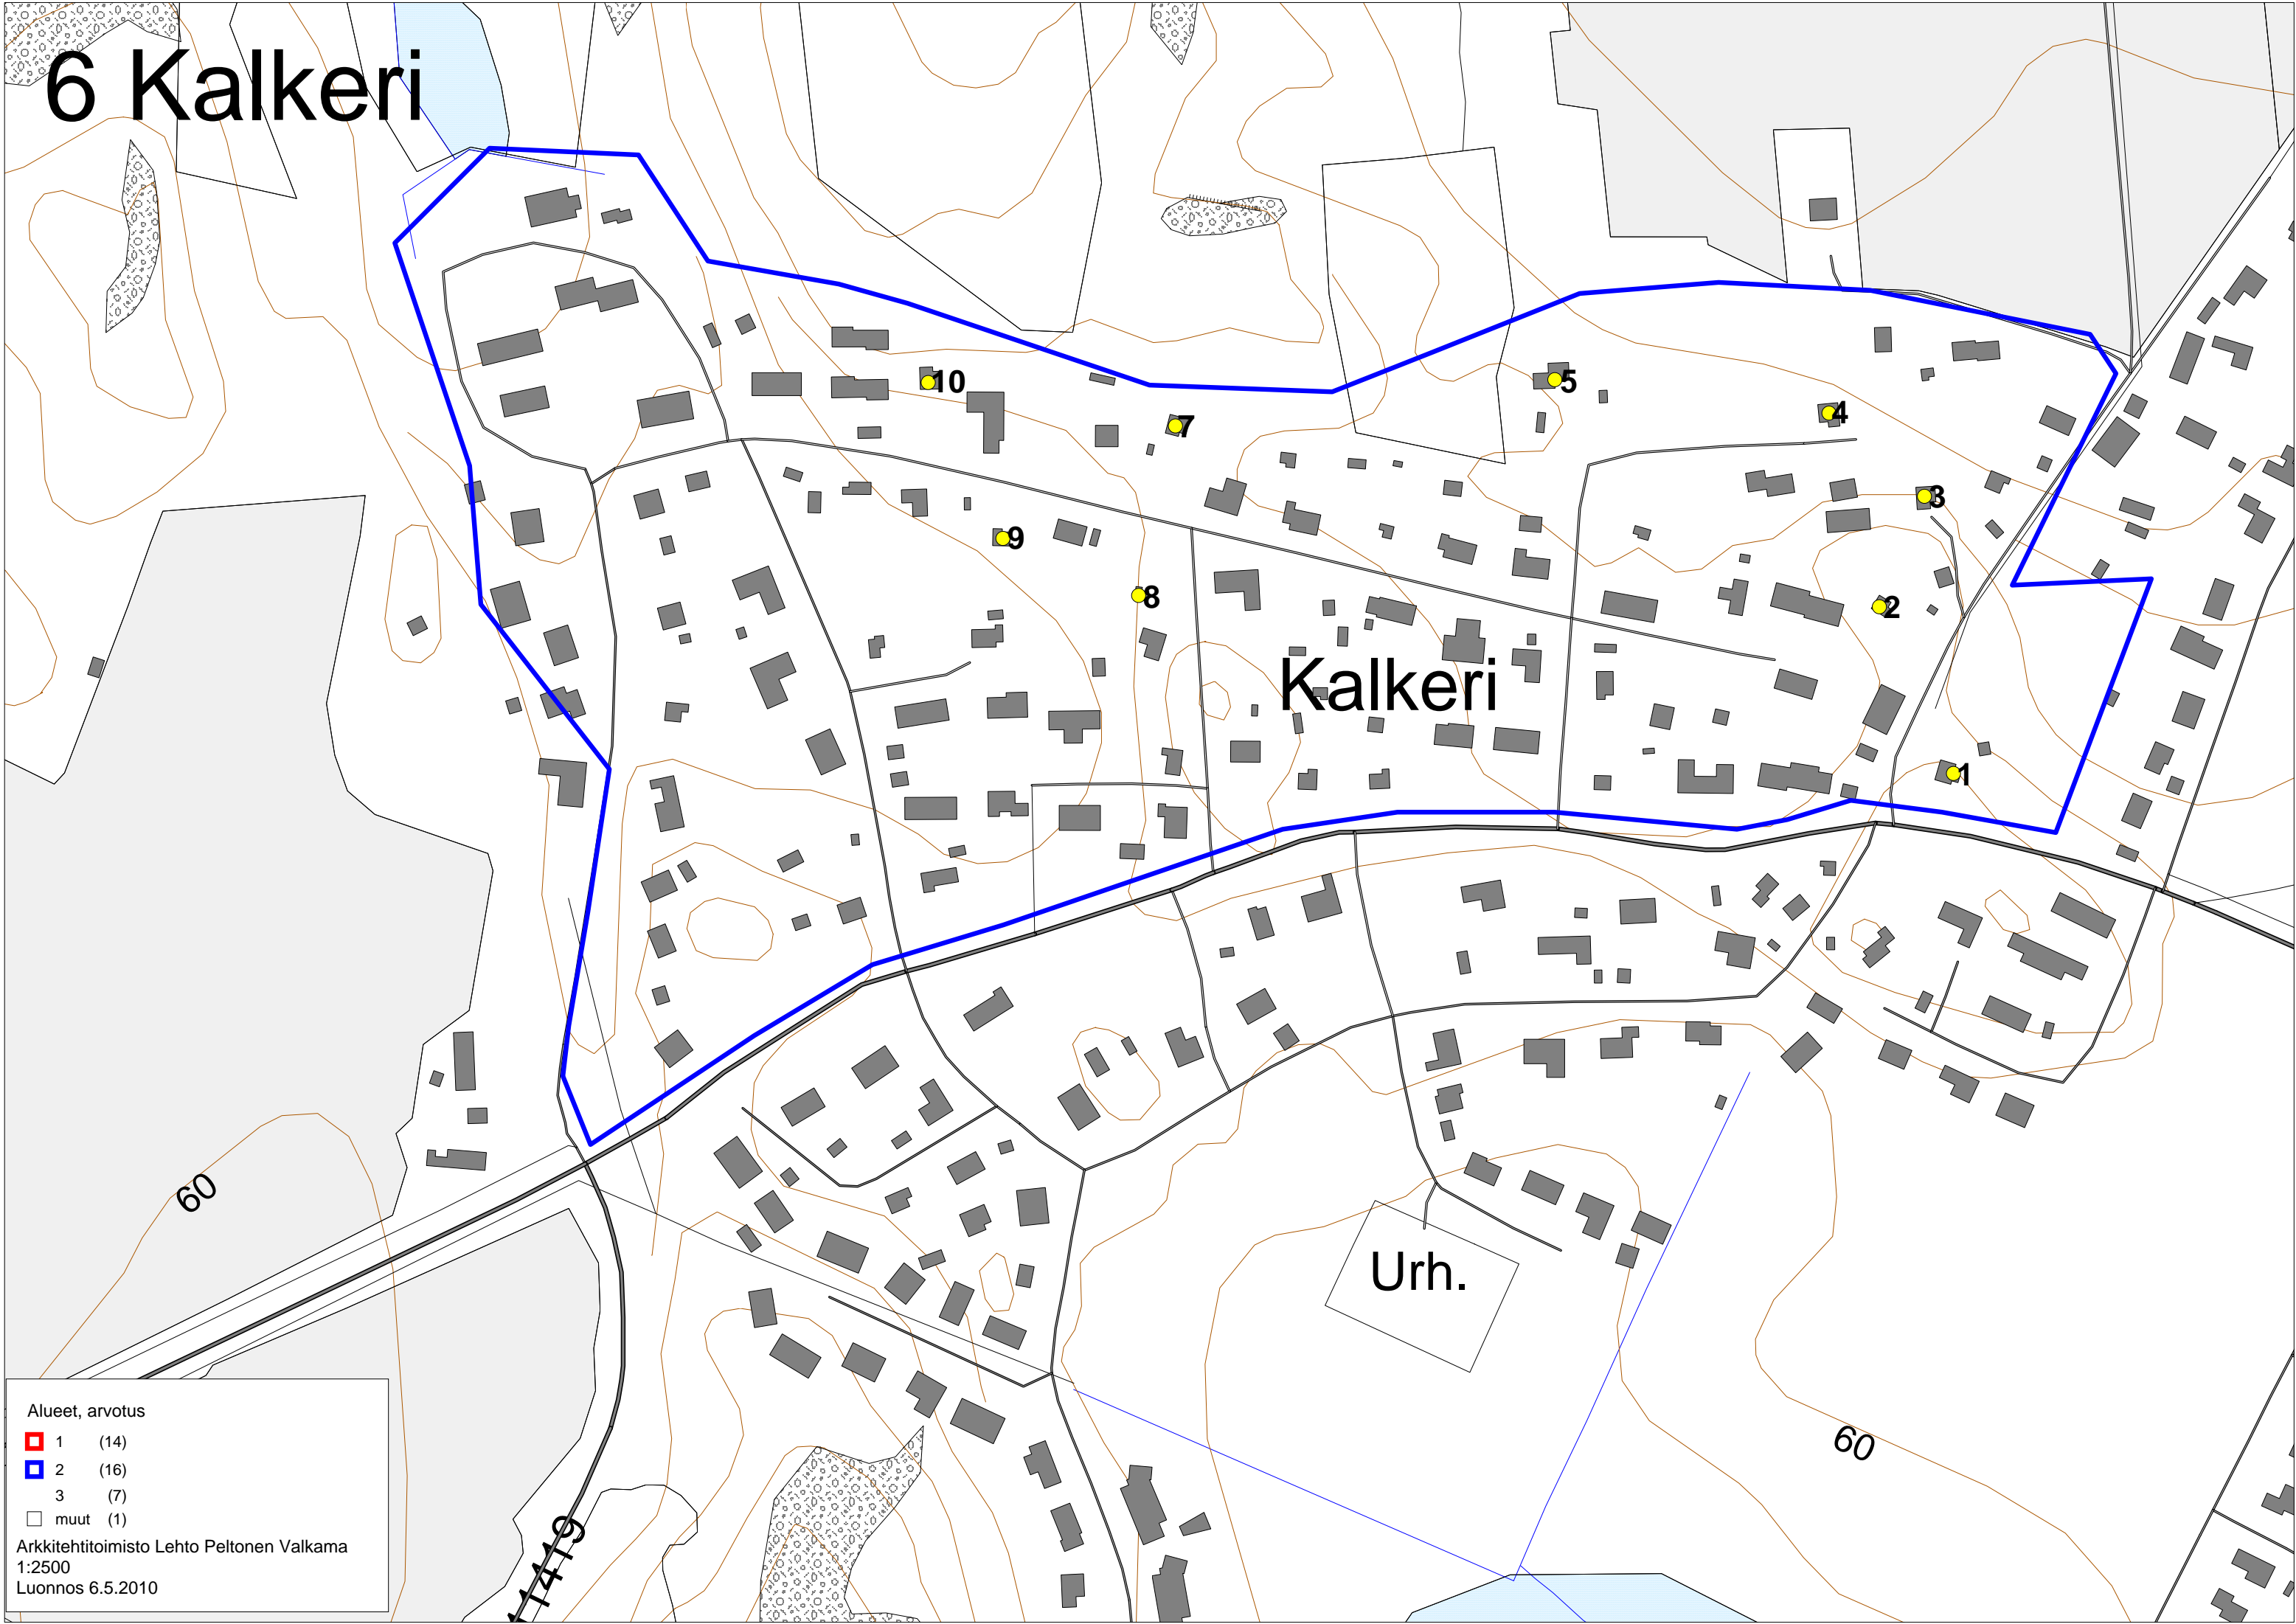 6 Kalkeri
10
5
7
4
3
9
8
2
Kalkeri
1
60
Urh.
60
11419
Alueet, arvotus
1 (14)
2 (16)
3 (7)
muut (1)
Arkkitehtitoimisto Lehto Peltonen Valkama
1:2500
Luonnos 6.5.2010